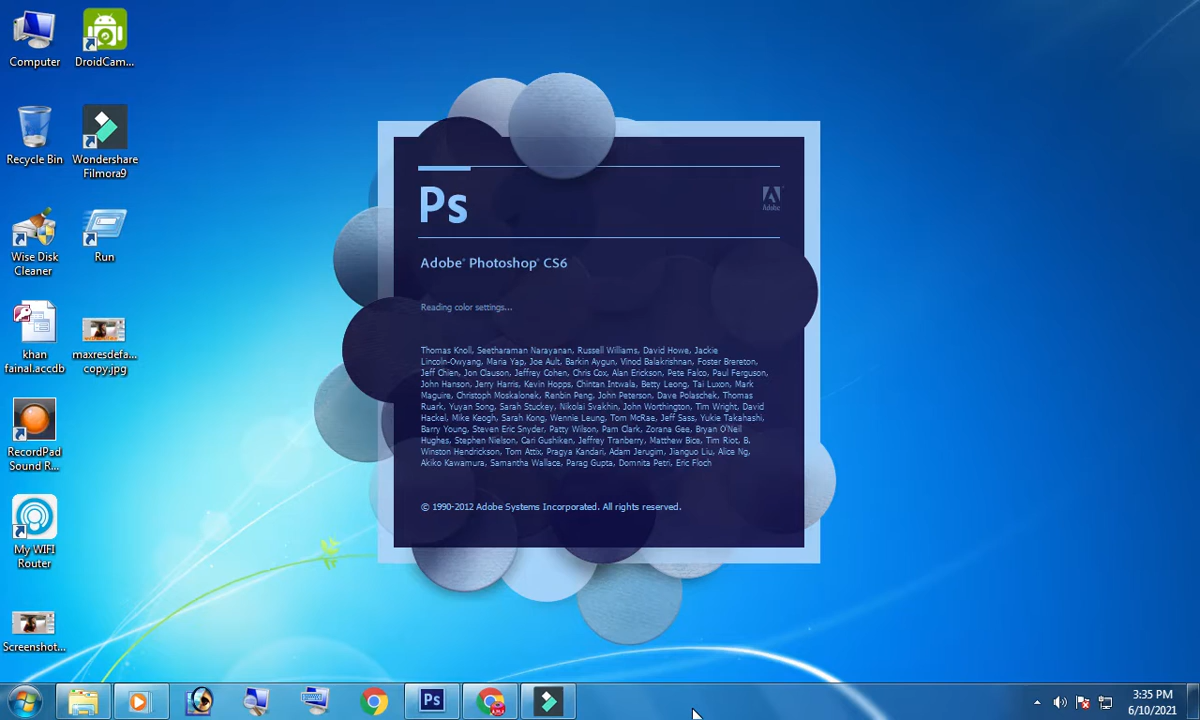 Computer
DroidCam...
Recycle Bin
Wondershare
Filmora9
Wise Disk
Cleaner
Run
khan
fainal.accdb
maxresdefa...
copy.jpg
RecordPad
Sound R...
My WIFI
Router
Screenshot...
Ps
Adobe
Adobe® Photoshop® CS6
Reading color settings...
Thomas Knoll, Seetharaman Narayanan, Russell Williams, David Howe, Jackie
Lincoln-Owyang, Maria Yap, Joe Ault, Barkin Aygun, Vinod Balakrishnan, Foster Brereton,
Jeff Chien, Jon Clauson, Jeffrey Cohen, Chris Cox, Alan Erickson, Pete Falco, Paul Ferguson,
John Hanson, Jerry Harris, Kevin Hopps, Chintan Intwala, Betty Leong, Tai Luxon, Mark
Maguire, Christoph Moskalonek, Renbin Peng, John Peterson, Dave Polaschek, Thomas
Ruark, Yuyan Song, Sarah Stuckey, Nikolai Svakhin, John Worthington, Tim Wright, David
Hackel, Mike Keogh, Sarah Kong, Wennie Leung, Tom McRae, Jeff Sass, Yukie Takahashi,
Barry Young, Steven Eric Snyder, Patty Wilson, Pam Clark, Zorana Gee, Bryan O'Neil
Hughes, Stephen Nielson, Cari Gushiken, Jeffrey Tranberry, Matthew Bice, Tim Riot, B.
Winston Hendrickson, Tom Attix, Pragya Kandari, Adam Jerugim, Jianguo Liu, Alice Ng,
Akiko Kawamura, Samantha Wallace, Parag Gupta, Domnita Petri, Eric Floch
© 1990-2012 Adobe Systems Incorporated. All rights reserved.
Ps
3:35 PM
6/10/2021